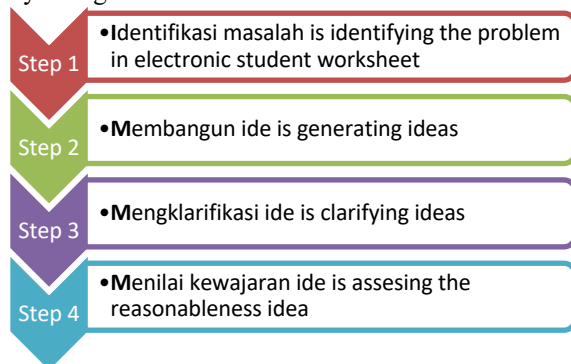 Step 1
•Identifikasi masalah is identifying the problem
in electronic student worksheet
Step 2
•Membangun ide is generating ideas
Step 3
•Mengklarifikasi ide is clarifying ideas
Step 4
•Menilai kewajaran ide is assesing the
reasonableness idea